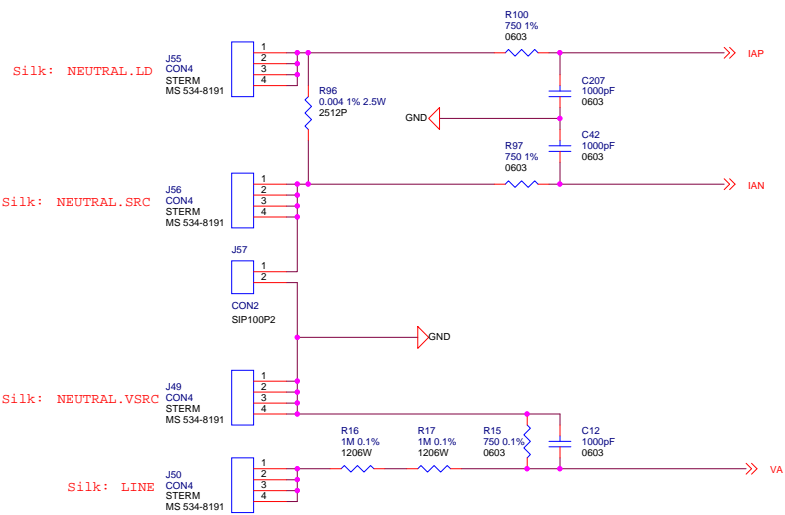 R100
750 1%
0603
IAP
J55
CON4
STERM
MS 534-8191
1
2
3
4
Silk: NEUTRAL.LD
R96
0.004 1% 2.5W
2512P
C207
1000pF
0603
GND
C42
1000pF
0603
R97
750 1%
0603
IAN
J56
CON4
STERM
MS 534-8191
1
2
3
4
Silk: NEUTRAL.SRC
J57
1
2
CON2
SIP100P2
GND
J49
CON4
STERM
MS 534-8191
1
2
3
4
Silk: NEUTRAL.VSRC
R16
1M 0.1%
1206W
R17
1M 0.1%
1206W
R15
750 0.1%
0603
C12
1000pF
0603
VA
J50
CON4
STERM
MS 534-8191
1
2
3
4
Silk: LINE